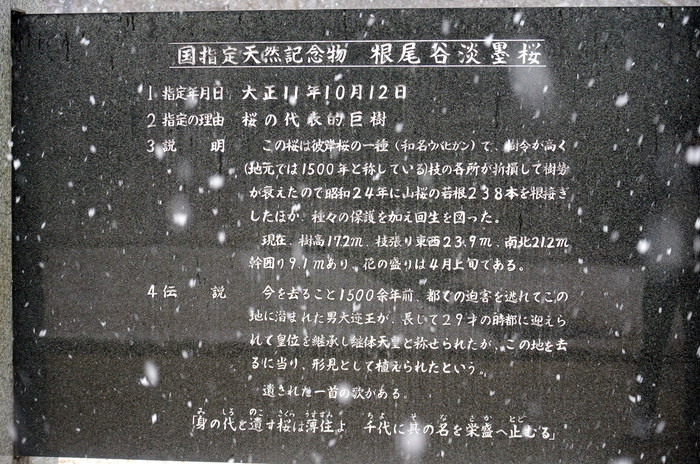 国指定天然記念物 根尾谷淡墨桜
1 指定年月日 大正11年10月12日
2 指定の理由 桜の代表的巨樹
3 説 明 この桜は彼岸桜の一種（和名ウバヒガン）で、樹令が高く
（地元では1500年と称している）枝の各所が折損して樹勢
が衰えたので昭和24年に山桜の若根238本を根接ぎ
したほか、種々の保護を加え回生を図った。
現在、樹高17.2m、枝張り東西23.9m、南北21.2m
幹囲り9.1mあり、花の盛りは4月上旬である。
4 伝 説 今を去ること1500余年前、都での迫害を逃れてこの
地に潜まれた男大迹王が、長じて29才の時都に迎えら
れて皇位を継承し継体天皇と称せられたが、この地を去
るに当り、形見として植えられたという。
遺された一首の歌がある。
「身の代と遺す桜は薄住よ 千代に其の名を栄盛へ止むる」